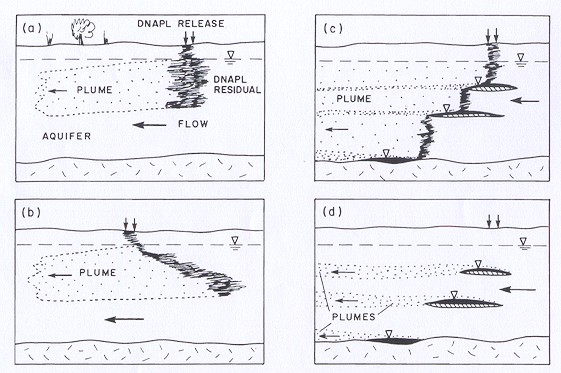 (a)
DNAPL RELEASE
PLUME
DNAPL
RESIDUAL
AQUIFER
FLOW
(b)
PLUME
(c)
PLUME
(d)
PLUMES